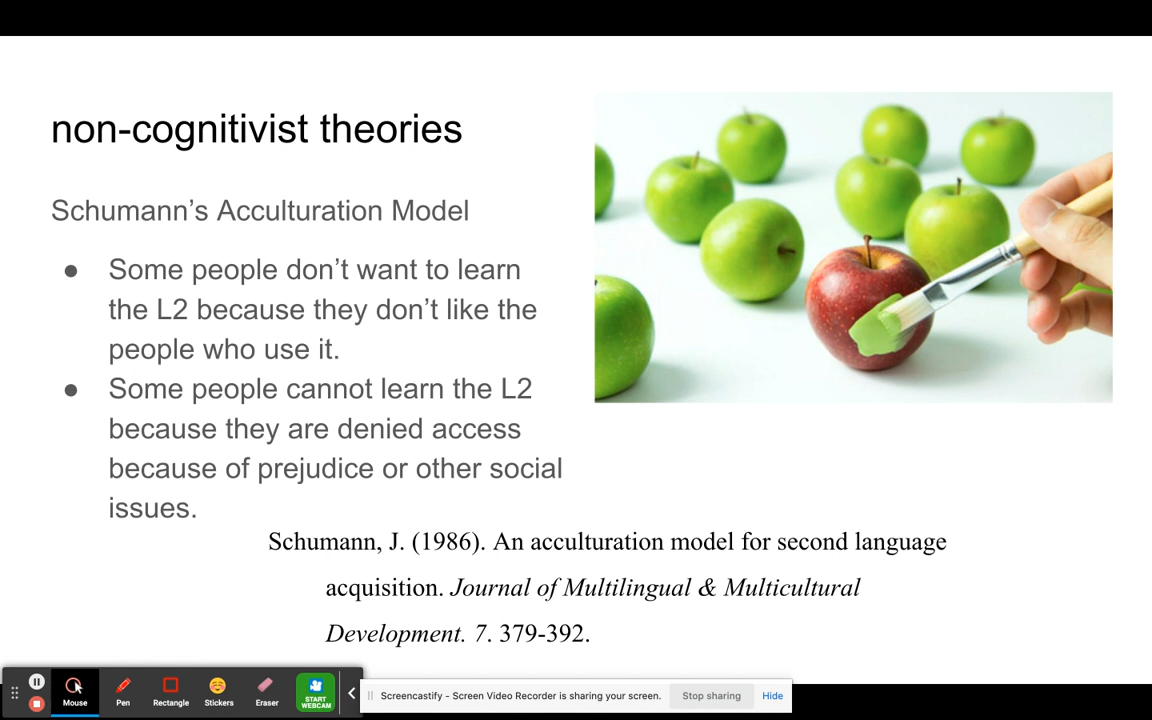 non-cognitivist theories
Schumann’s Acculturation Model
● Some people don’t want to learn
the L2 because they don’t like the
people who use it.
● Some people cannot learn the L2
because they are denied access
because of prejudice or other social
issues.
Schumann, J. (1986). An acculturation model for second language
acquisition. Journal of Multilingual & Multicultural
Development. 7. 379-392.
Mouse
Pen
Rectangle
Stickers
Eraser
START
WEBCAM
Screencastify - Screen Video Recorder is sharing your screen.
Stop sharing
Hide